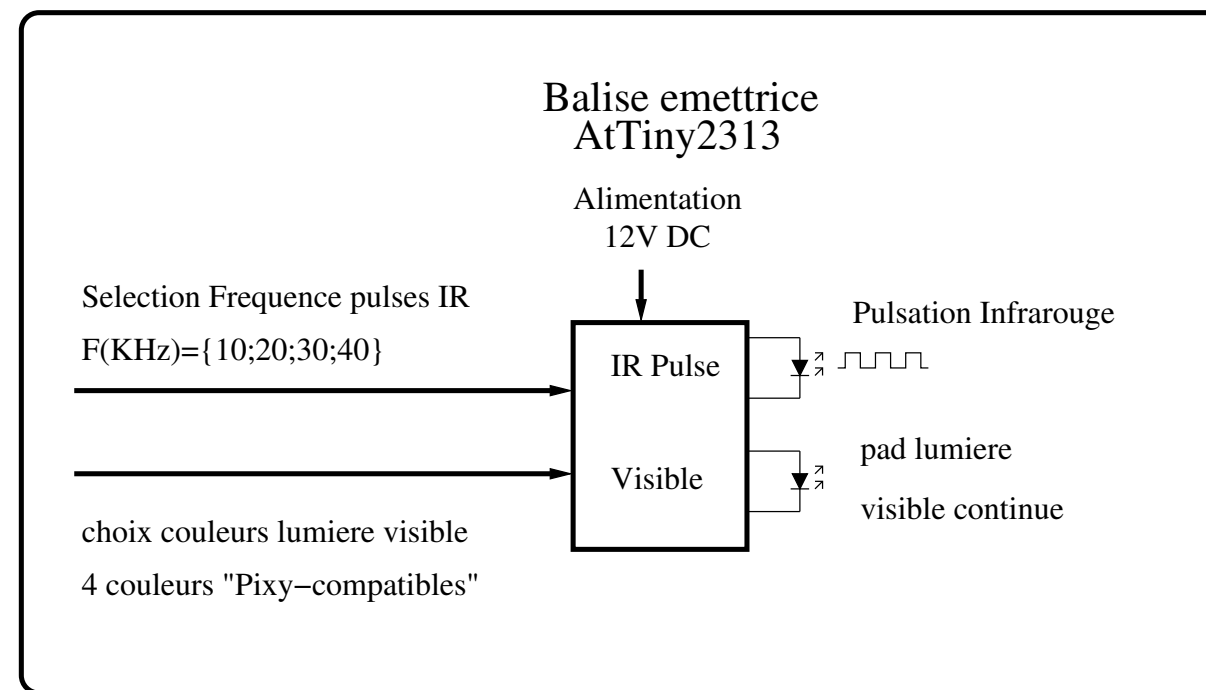 Balise emettrice
AtTiny2313
Alimentation
12V DC
Selection Frequence pulses IR
F(KHz)={10;20;30;40}
IR Pulse
Pulsation Infrarouge
Visible
pad lumiere
visible continue
choix couleurs lumiere visible
4 couleurs "Pixy−compatibles"